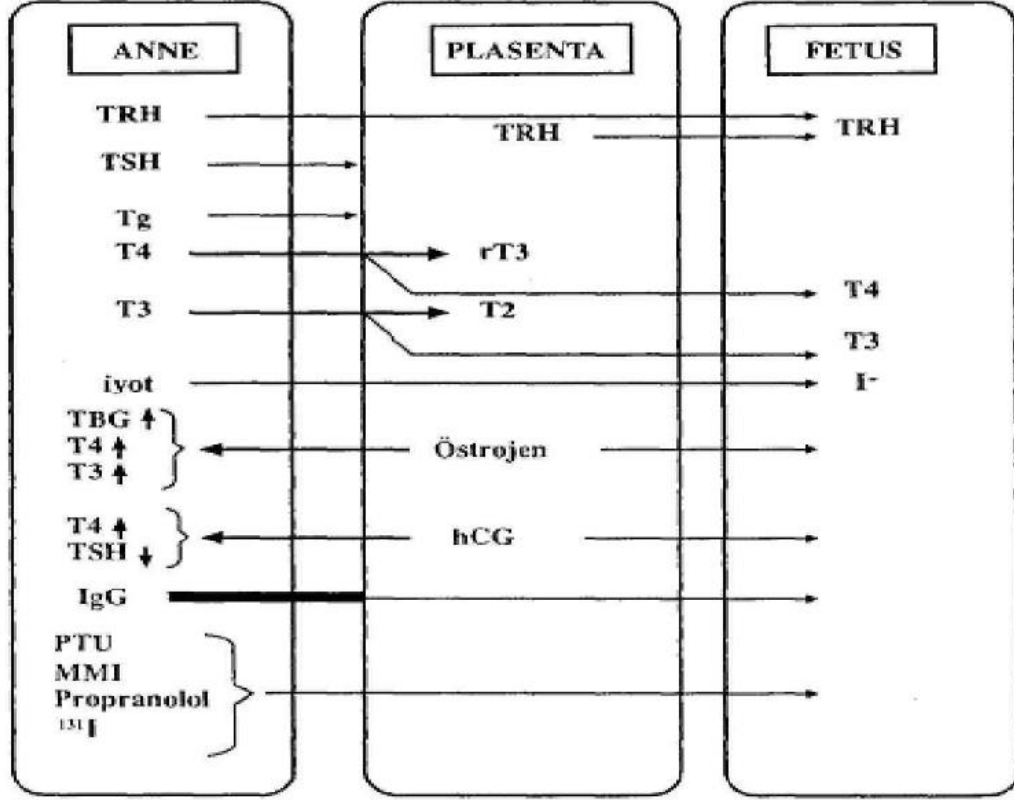 ANNE PLASENTA FETUS
TRH
TRH TRH
TSH
Tg
T4 rT3
T4
T3 T2
T3
iyot I-
TBG
T4
T3
Östrojen
T4
TSH
hCG
IgG
PTU
MMI
Propranolol
131I